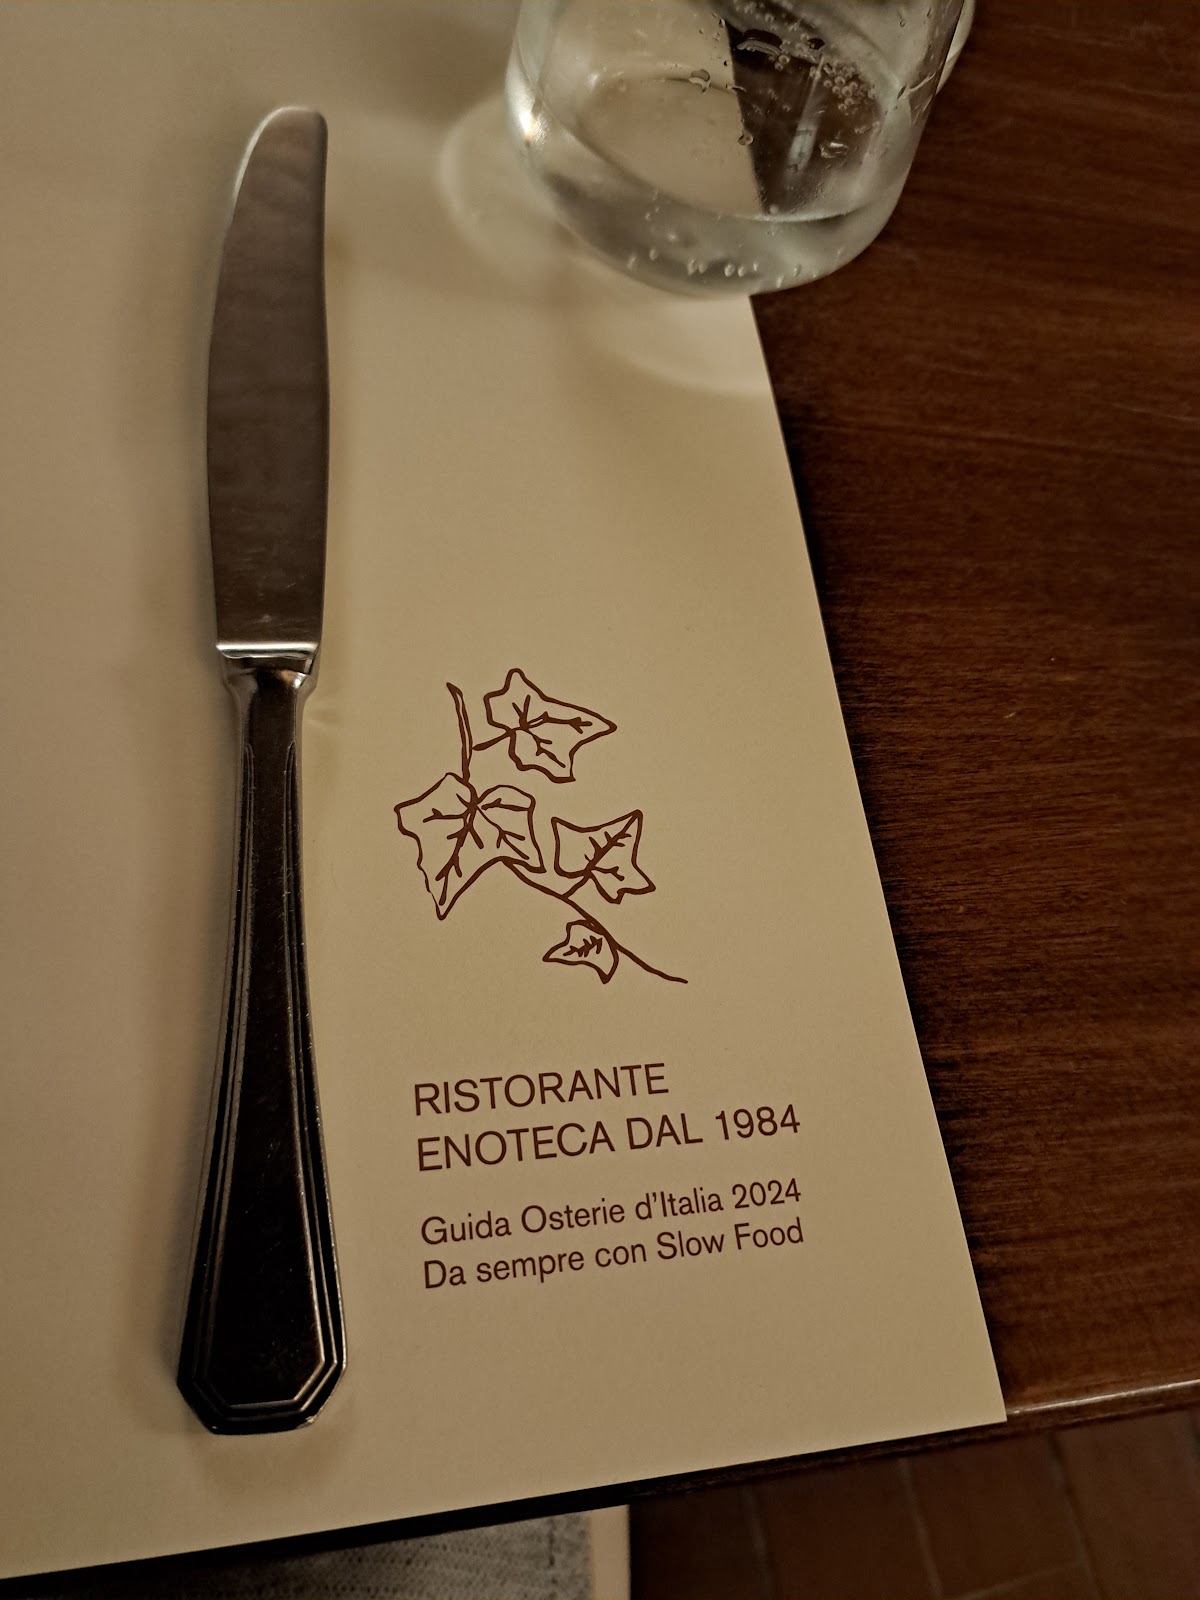 RISTORANTE
ENOTECA DAL 1984
Guida Osterie d'Italia 2024
Da sempre con Slow Food